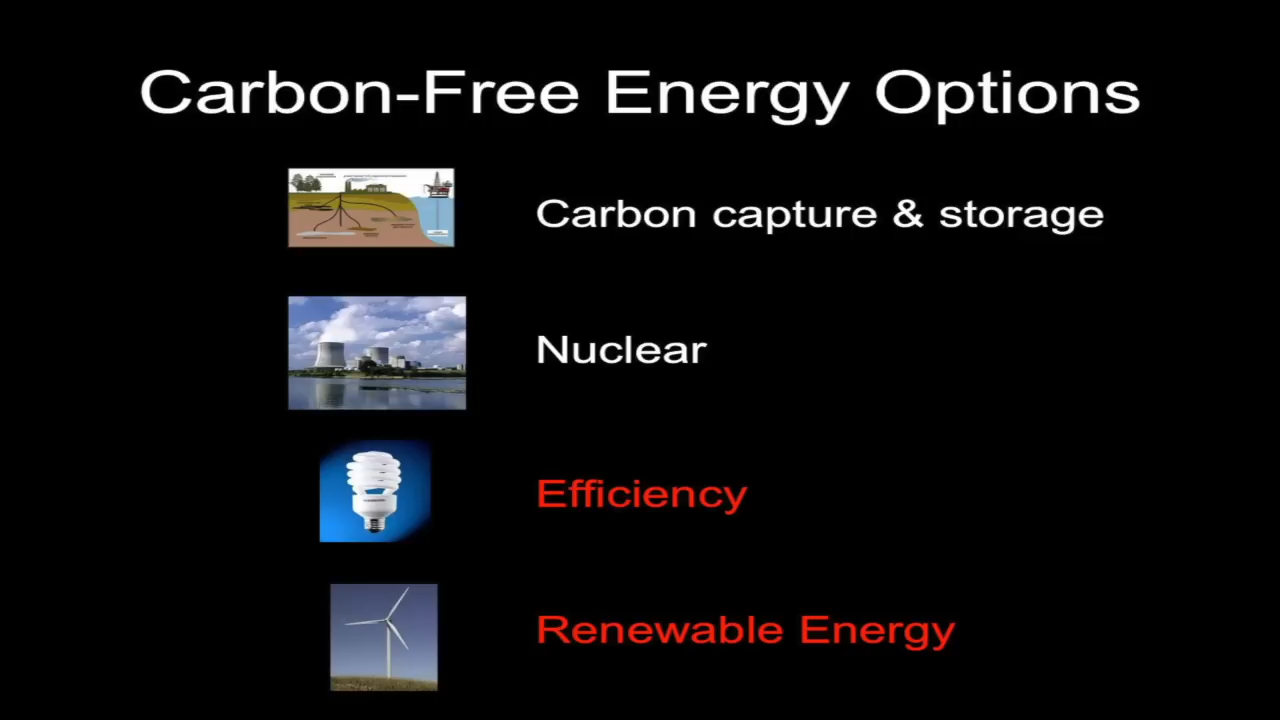 Carbon-Free Energy Options
Carbon capture & storage
Nuclear
Efficiency
Renewable Energy